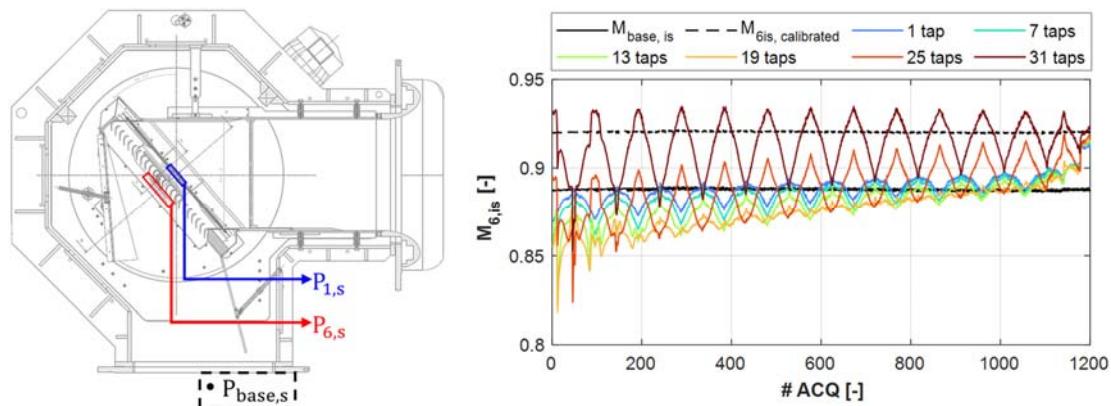 P1,s
P6,s
• Pbase,s
Mbase, is M6is, calibrated 1 tap 7 taps
13 taps 19 taps 25 taps 31 taps
0.95
0.9
0.85
0.8
M6,is [-]
0 200 400 600 800 1000 1200
# ACQ [-]